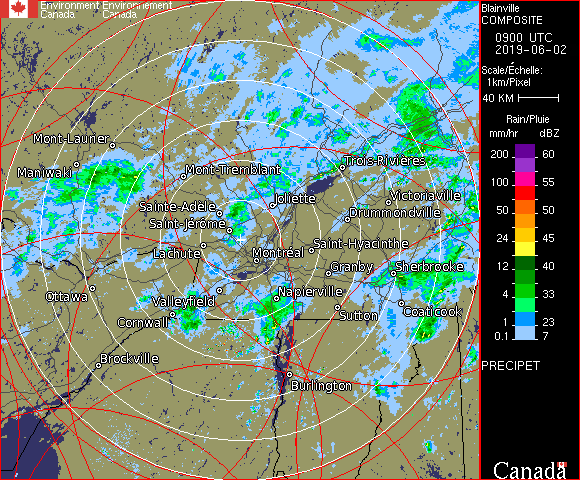 Environment Environnement
Canada Canada
Blainville
COMPOSITE
0900 UTC
2019-06-02
Scale/Échelle:
1km/Pixel
40 KM
Rain/Pluie
mm/hr dBZ
200 60
100 55
50 50
24 45
12 40
4 33
1 23
0.1 7
PRECIPET
Mont-Laurier
Maniwaki
Mont-Tremblant
Trois-Rivières
Sainte-Adèle
Joliette
Victoriaville
Drummondville
Saint-Jérôme
Lachute
Montréal
Saint-Hyacinthe
Granby
Sherbrooke
Ottawa
Valleyfield
Napierville
Cornwall
Sutton
Coaticook
Brockville
Burlington
Canada